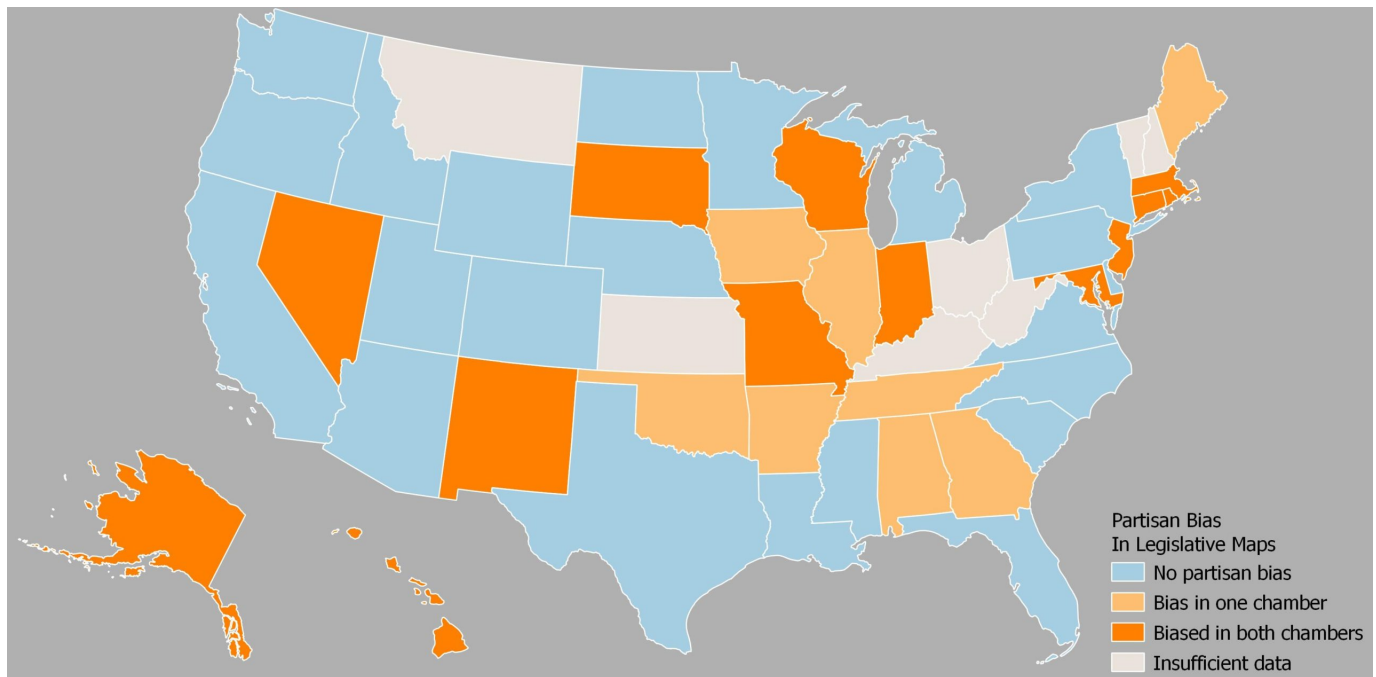 Partisan Bias
In Legislative Maps
No partisan bias
Bias in one chamber
Biased in both chambers
Insufficient data